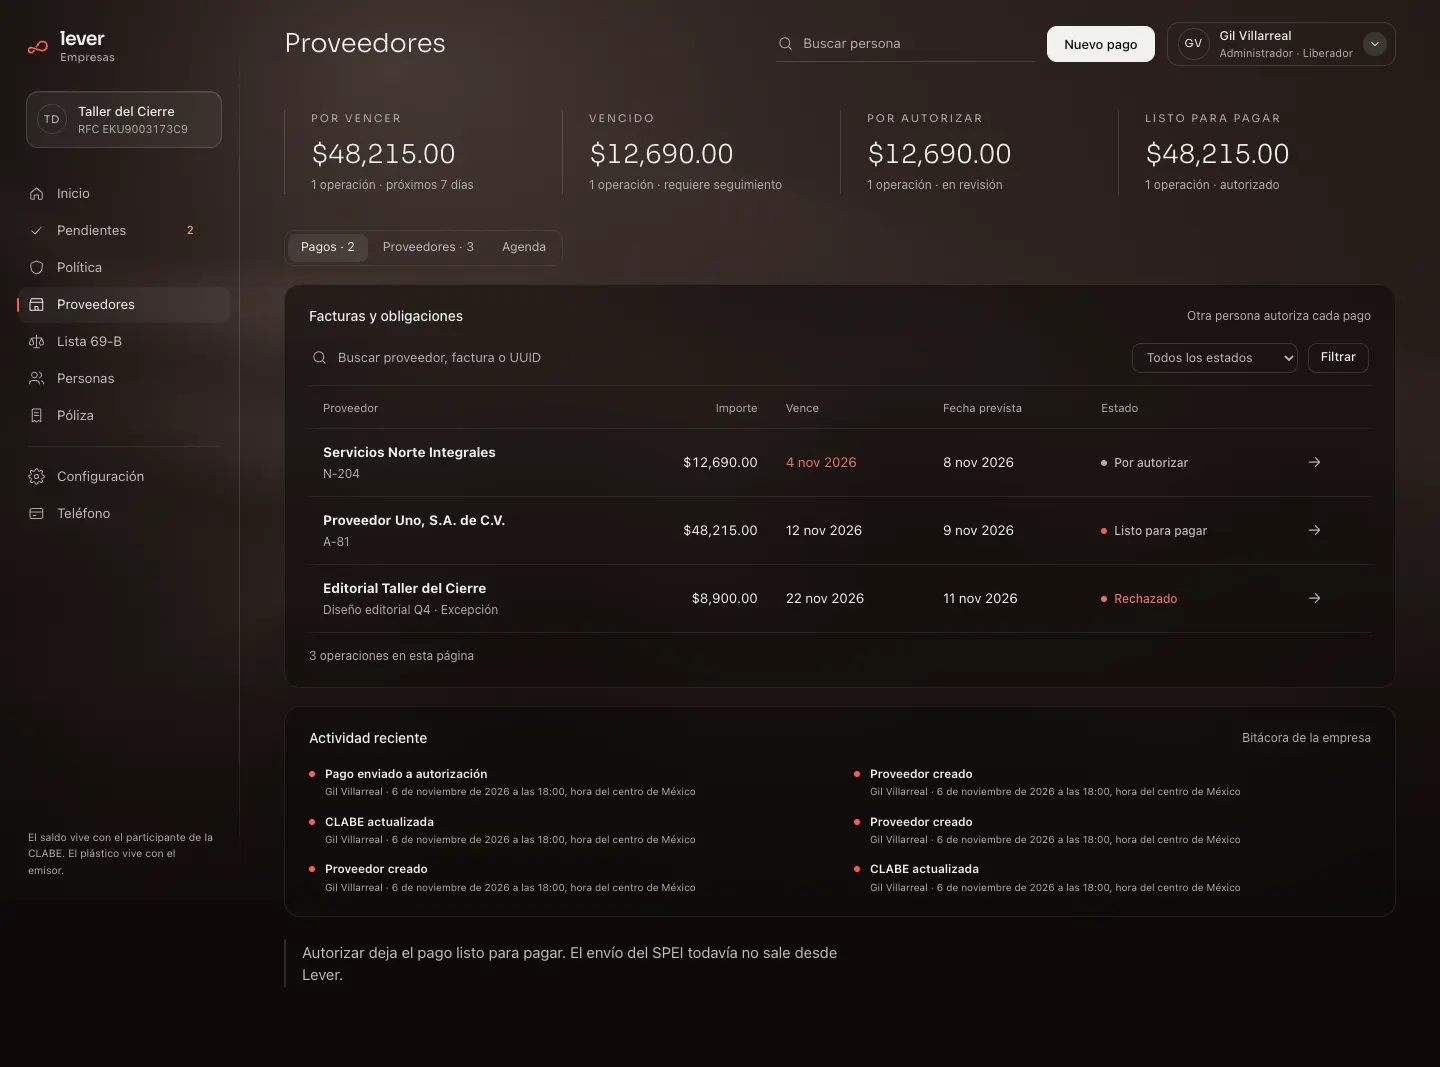 lever
Empresas
TD
Taller del Cierre
RFC EKU9003173C9
Inicio
Pendientes 2
Política
Proveedores
Lista 69-B
Personas
Póliza
Configuración
Teléfono
El saldo vive con el participante de la
CLABE. El plástico vive con el
emisor.
Proveedores
Buscar persona
Nuevo pago
GV
Gil Villarreal
Administrador · Liberador
POR VENCER
$48,215.00
1 operación · próximos 7 días
VENCIDO
$12,690.00
1 operación · requiere seguimiento
POR AUTORIZAR
$12,690.00
1 operación · en revisión
LISTO PARA PAGAR
$48,215.00
1 operación · autorizado
Pagos · 2 Proveedores · 3 Agenda
Facturas y obligaciones
Otra persona autoriza cada pago
Buscar proveedor, factura o UUID
Todos los estados
Filtrar
Proveedor Importe Vence Fecha prevista Estado
Servicios Norte Integrales
N-204
$12,690.00 4 nov 2026 8 nov 2026 Por autorizar →
Proveedor Uno, S.A. de C.V.
A-81
$48,215.00 12 nov 2026 9 nov 2026 Listo para pagar →
Editorial Taller del Cierre
Diseño editorial Q4 · Excepción
$8,900.00 22 nov 2026 11 nov 2026 Rechazado →
3 operaciones en esta página
Actividad reciente
Bitácora de la empresa
Pago enviado a autorización
Gil Villarreal · 6 de noviembre de 2026 a las 18:00, hora del centro de México
CLABE actualizada
Gil Villarreal · 6 de noviembre de 2026 a las 18:00, hora del centro de México
Proveedor creado
Gil Villarreal · 6 de noviembre de 2026 a las 18:00, hora del centro de México
Proveedor creado
Gil Villarreal · 6 de noviembre de 2026 a las 18:00, hora del centro de México
Proveedor creado
Gil Villarreal · 6 de noviembre de 2026 a las 18:00, hora del centro de México
CLABE actualizada
Gil Villarreal · 6 de noviembre de 2026 a las 18:00, hora del centro de México
Autorizar deja el pago listo para pagar. El envío del SPEI todavía no sale desde
Lever.